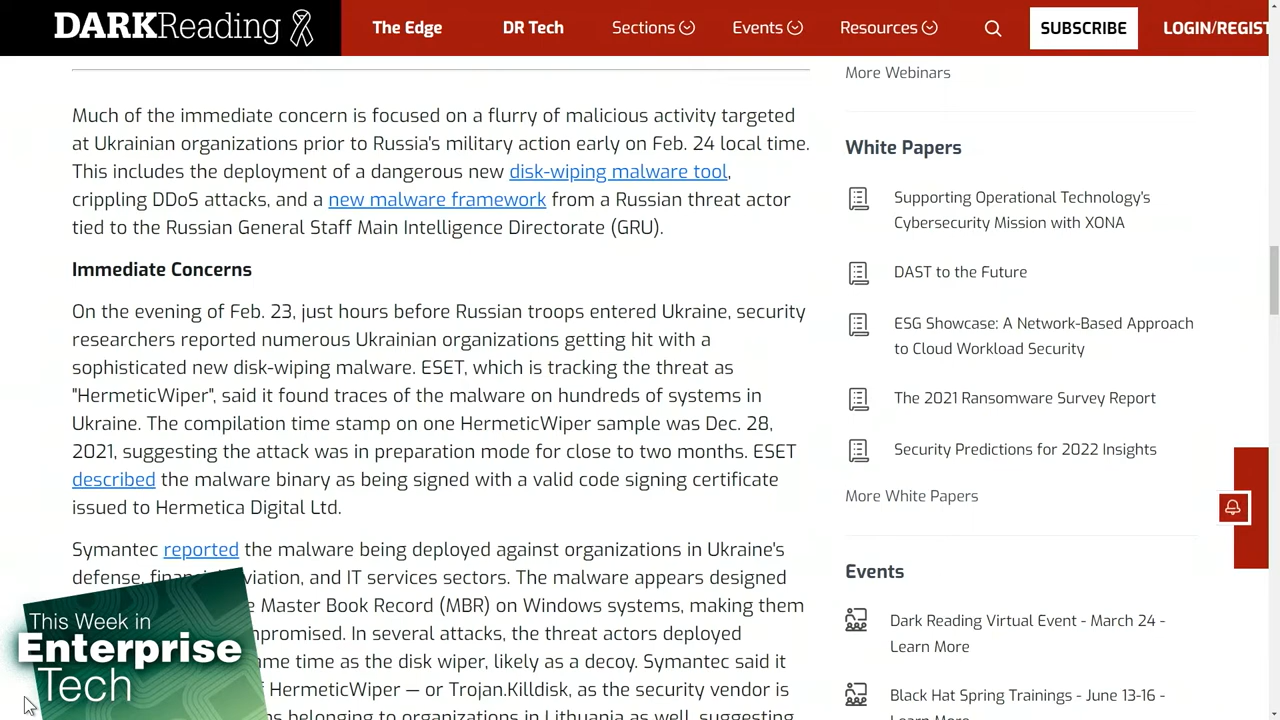 DARKReading
The Edge
DR Tech
Sections
Events
Resources
SUBSCRIBE
LOGIN/REGIST
Much of the immediate concern is focused on a flurry of malicious activity targeted
at Ukrainian organizations prior to Russia's military action early on Feb. 24 local time.
This includes the deployment of a dangerous new disk-wiping malware tool,
crippling DDoS attacks, and a new malware framework from a Russian threat actor
tied to the Russian General Staff Main Intelligence Directorate (GRU).
Immediate Concerns
On the evening of Feb. 23, just hours before Russian troops entered Ukraine, security
researchers reported numerous Ukrainian organizations getting hit with a
sophisticated new disk-wiping malware. ESET, which is tracking the threat as
"HermeticWiper", said it found traces of the malware on hundreds of systems in
Ukraine. The compilation time stamp on one HermeticWiper sample was Dec. 28,
2021, suggesting the attack was in preparation mode for close to two months. ESET
described the malware binary as being signed with a valid code signing certificate
issued to Hermetica Digital Ltd.
Symantec reported the malware being deployed against organizations in Ukraine's
defense, viation, and IT services sectors. The malware appears designed
Master Book Record (MBR) on Windows systems, making them
promised. In several attacks, the threat actors deployed
me time as the disk wiper, likely as a decoy. Symantec said it
HermeticWiper — or Trojan.Killdisk, as the security vendor is
belonging to organizations in Lithuania as well, suggesting
This Week in
Enterprise
Tech
More Webinars
White Papers
Supporting Operational Technology's
Cybersecurity Mission with XONA
DAST to the Future
ESG Showcase: A Network-Based Approach
to Cloud Workload Security
The 2021 Ransomware Survey Report
Security Predictions for 2022 Insights
More White Papers
Events
Dark Reading Virtual Event - March 24 -
Learn More
Black Hat Spring Trainings - June 13-16 -
Learn More